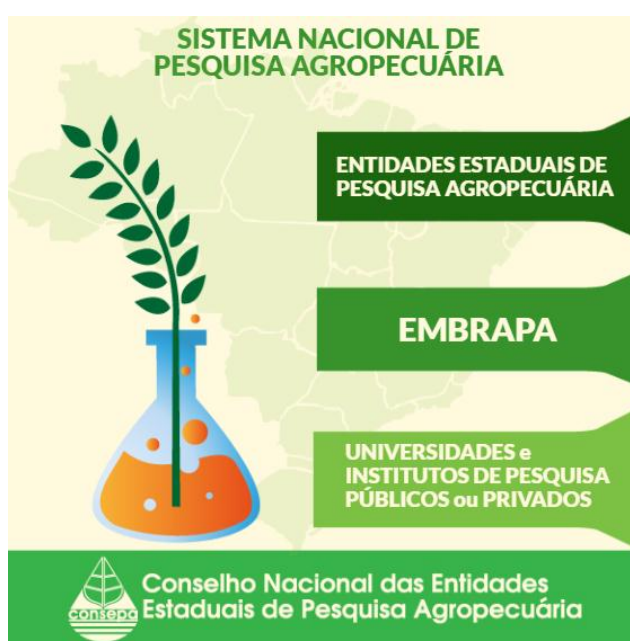 SISTEMA NACIONAL DE
PESQUISA AGROPECUÁRIA
ENTIDADES ESTADUAIS DE
PESQUISA AGROPECUÁRIA
EMBRAPA
UNIVERSIDADES e
INSTITUTOS DE PESQUISA
PÚBLICOS ou PRIVADOS
consepa
Conselho Nacional das Entidades
Estaduais de Pesquisa Agropecuária